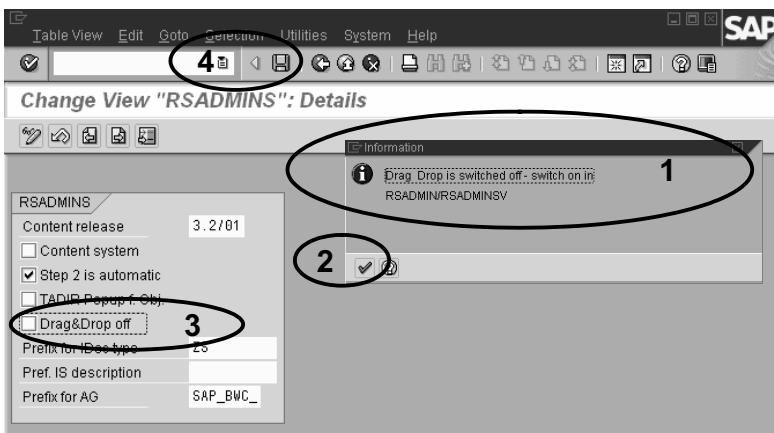 Table View Edit Goto Selection Utilities System Help
SAP
4
Change View "RSADMINS": Details
Information
Drag Drop is switched off - switch on in
1
RSADMIN/RSADMINSV
2
RSADMINS
Content release 3.2/01
Content system
Step 2 is automatic
TADIR Popup f. Obj.
Drag&Drop off 3
Prefix for IDoc type ZS
Pref. IS description
Prefix for AG SAP_BWC_